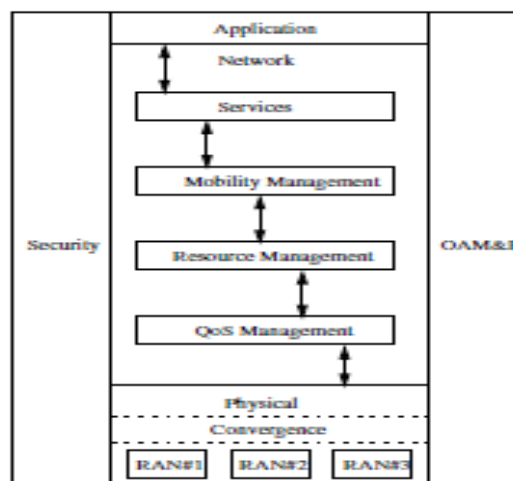 Application
Network
Services
Mobility Management
Security
OAM&P
Resource Management
QoS Management
Physical
Convergence
RAN#1 RAN#2 RAN#3